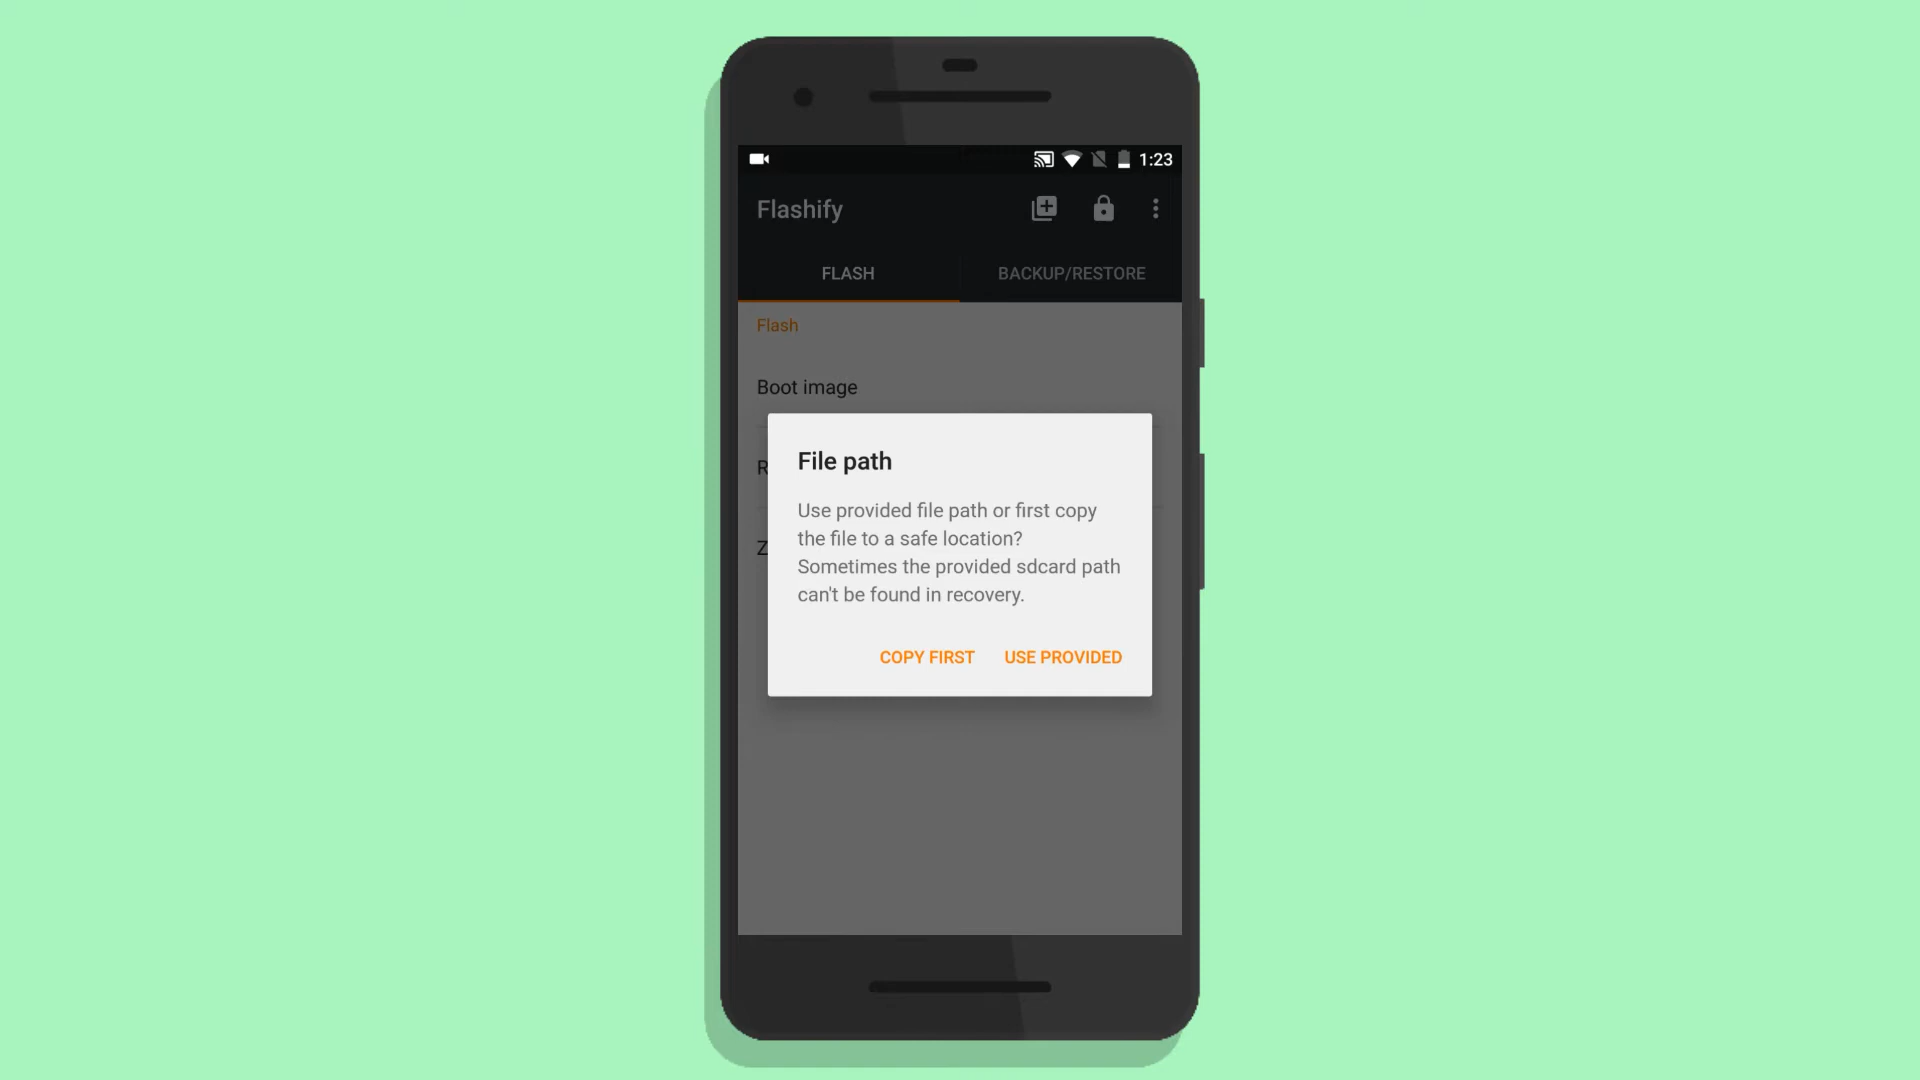 1:23
Flashify
FLASH
BACKUP/RESTORE
Flash
Boot image
R
Z
File path
Use provided file path or first copy
the file to a safe location?
Sometimes the provided sdcard path
can't be found in recovery.
COPY FIRST
USE PROVIDED